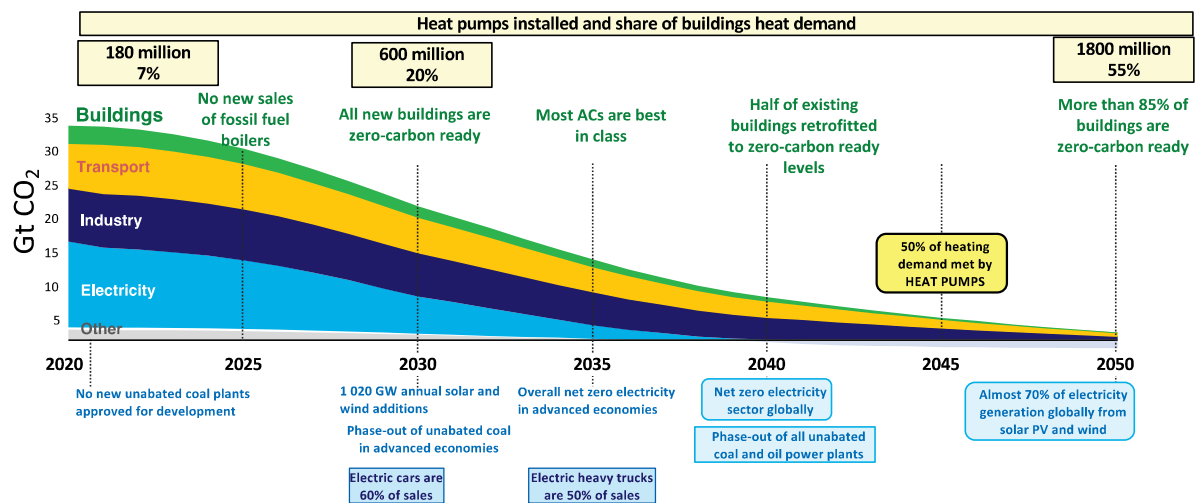 Heat pumps installed and share of buildings heat demand
180 million
7%
600 million
20%
1800 million
55%
Buildings
No new sales
of fossil fuel
boilers
All new buildings are
zero-carbon ready
Most ACs are best
in class
Half of existing
buildings retrofitted
to zero-carbon ready
levels
More than 85% of
buildings are
zero-carbon ready
Gt CO₂
35
30
25
20
15
10
5
Transport
Industry
Electricity
Other
50% of heating
demand met by
HEAT PUMPS
2020
2025
2030
2035
2040
2045
2050
No new unabated coal plants
approved for development
1 020 GW annual solar and
wind additions
Phase-out of unabated coal
in advanced economies
Electric cars are
60% of sales
Overall net zero electricity
in advanced economies
Electric heavy trucks
are 50% of sales
Net zero electricity
sector globally
Phase-out of all unabated
coal and oil power plants
Almost 70% of electricity
generation globally from
solar PV and wind